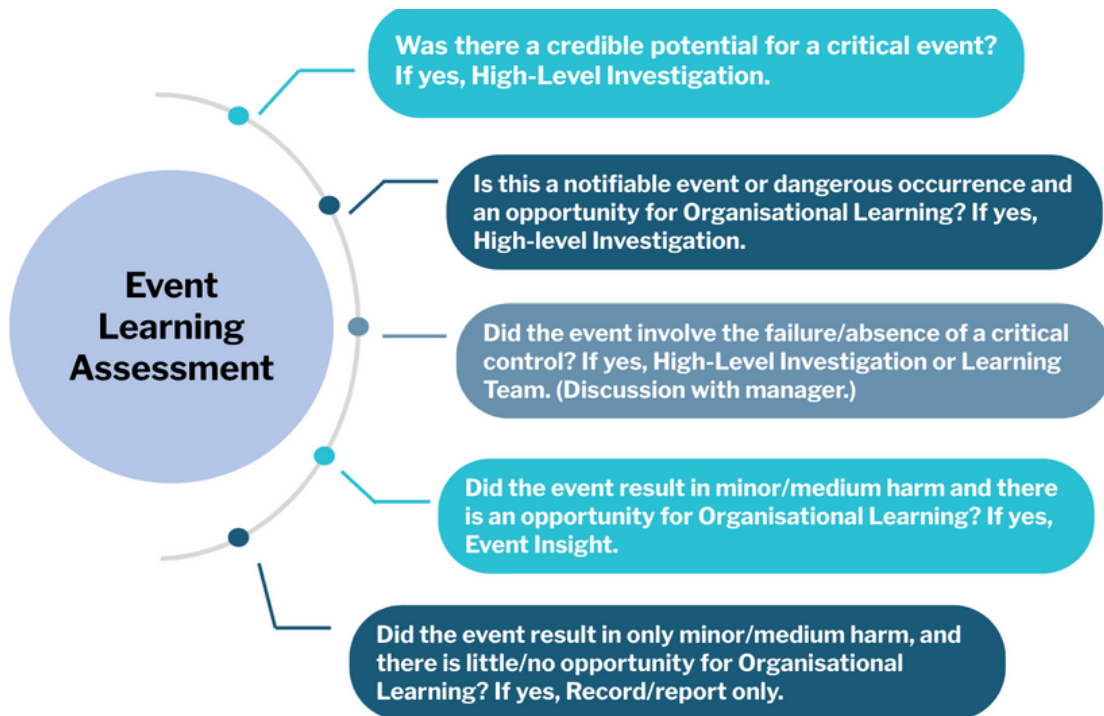 Was there a credible potential for a critical event?
If yes, High-Level Investigation.
Is this a notifiable event or dangerous occurrence and
an opportunity for Organisational Learning? If yes,
High-level Investigation.
Event
Learning
Assessment
Did the event involve the failure/absence of a critical
control? If yes, High-Level Investigation or Learning
Team. (Discussion with manager.)
Did the event result in minor/medium harm and there
is an opportunity for Organisational Learning? If yes,
Event Insight.
Did the event result in only minor/medium harm, and
there is little/no opportunity for Organisational
Learning? If yes, Record/report only.